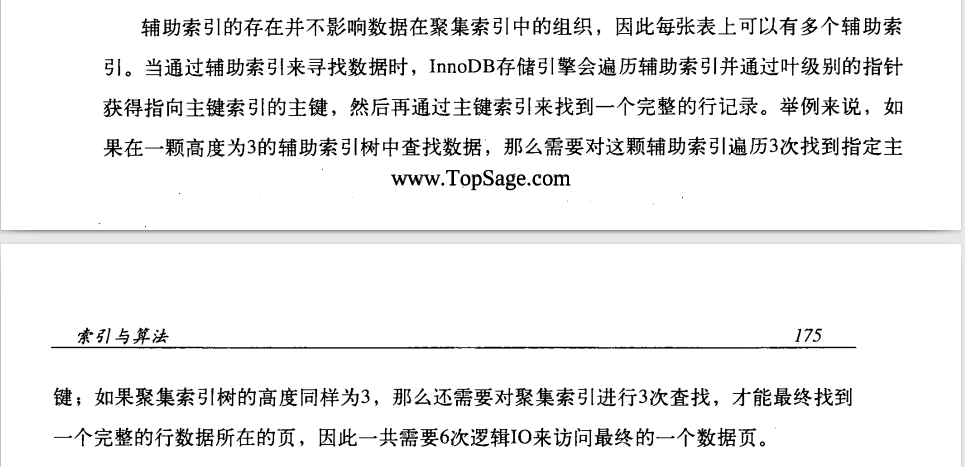 辅助索引的存在并不影响数据在聚集索引中的组织，因此每张表上可以有多个辅助索
引。当通过辅助索引来寻找数据时，InnoDB存储引擎会遍历辅助索引并通过叶级别的指针
获得指向主键索引的主键，然后再通过主键索引来找到一个完整的行记录。举例来说，如
果在一颗高度为3的辅助索引树中查找数据，那么需要对这颗辅助索引遍历3次找到指定主
www.TopSage.com
索引与算法 175
键；如果聚集索引树的高度同样为3，那么还需要对聚集索引进行3次查找，才能最终找到
一个完整的行数据所在的页，因此一共需要6次逻辑IO来访问最终的一个数据页。